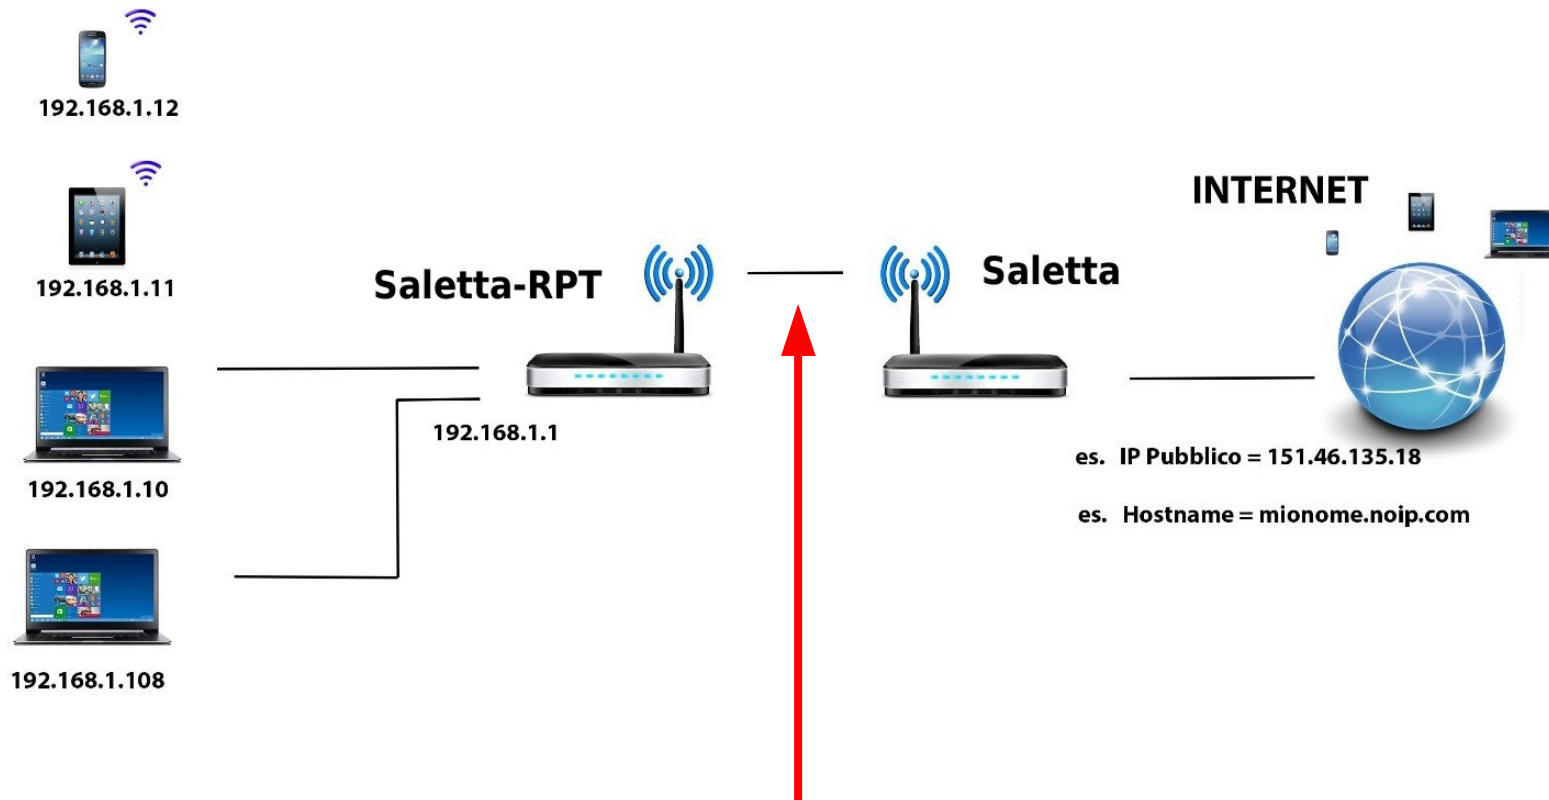 192.168.1.12
192.168.1.11
192.168.1.10
192.168.1.108
Saletta-RPT
192.168.1.1
Saletta
INTERNET
es. IP Pubblico = 151.46.135.18
es. Hostname = mionome.noip.com